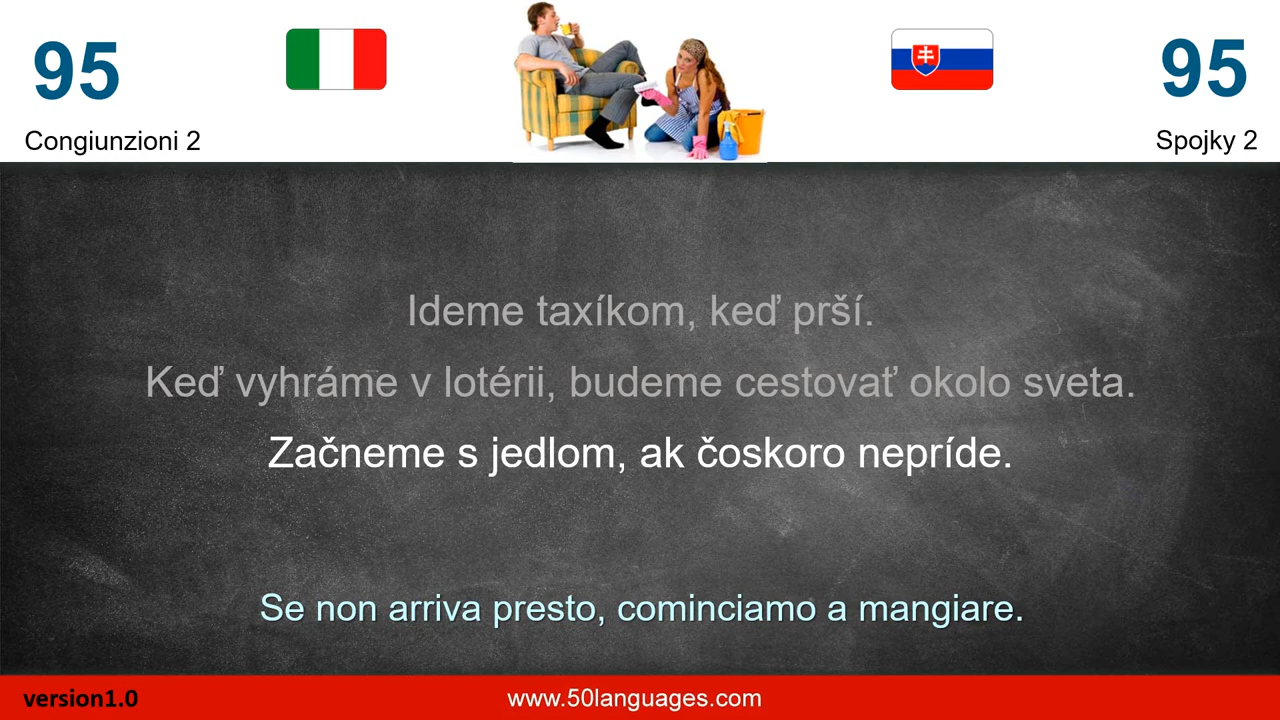 95
95
Congiunzioni 2
Spojky 2
Ideme taxíkom, keď prší.
Keď vyhráme v lotérii, budeme cestovať okolo sveta.
Začneme s jedlom, ak čoskoro nepríde.
Se non arriva presto, cominciamo a mangiare.
version1.0
www.50languages.com